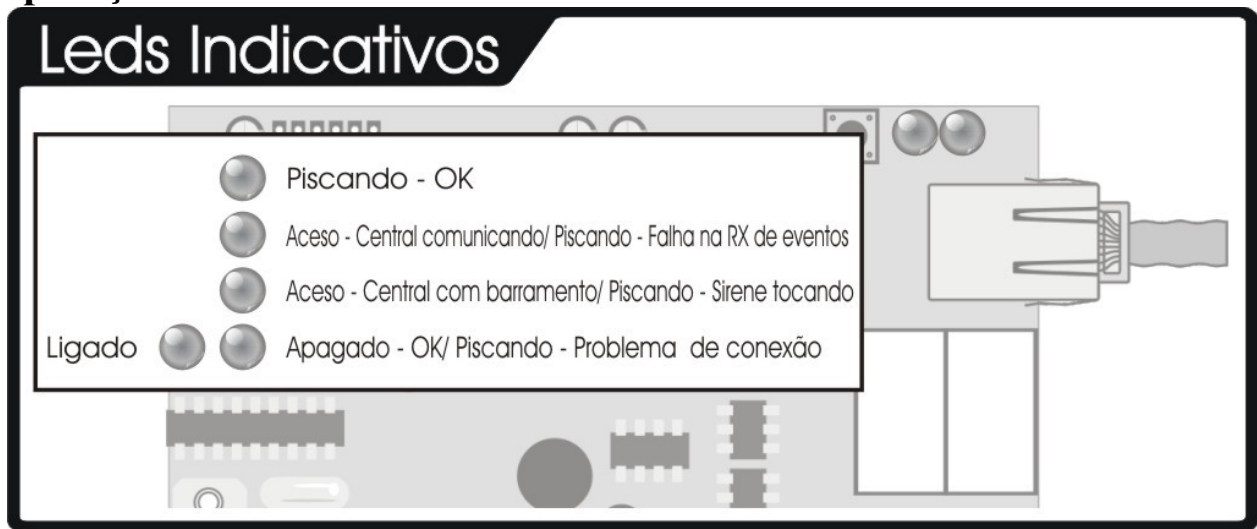 Leds Indicativos
Piscando - OK
Aceso - Central comunicando/ Piscando - Falha na RX de eventos
Aceso - Central com barramento/ Piscando - Sirene tocando
Ligado Apagado - OK/ Piscando - Problema de conexão